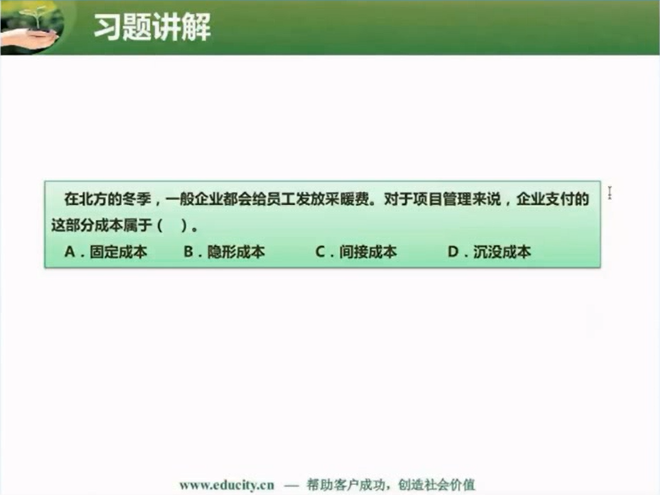 习题讲解
在北方的冬季，一般企业都会给员工发放采暖费。对于项目管理来说，企业支付的
这部分成本属于（ ）。
A．固定成本 B．隐形成本 C．间接成本 D．沉没成本
www.educity.cn — 帮助客户成功，创造社会价值